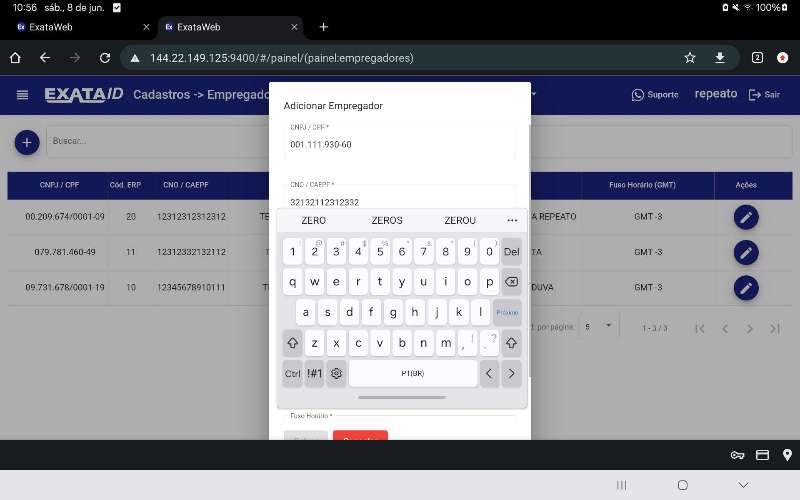 10:56 sáb., 8 de jun. 100%
ExataWeb
ExataWeb
144.22.149.125:9400/#/painel/(painel:empregadores)
2
EXATA ID Cadastros -> Empregado Suporte repeato Sair
Adicionar Empregador
CNPJ / CPF *
001.111.930-60
Buscar...
CNO / CAEPF *
32132112312332
CNPJ / CPF Cód. ERP CNO / CAEPF Fuso Horário (GMT) Ações
00.209.674/0001-09 20 12312312312312 TE A REPEATO GMT -3
079.781.460-49 11 12312332132112 TA GMT -3
09.731.678/0001-19 10 12345678910111 DUVA GMT -3
por página: 5 1 - 3 / 3
ZERO ZEROS ZEROU ...
1 2 3 4 5 6 7 8 9 0 Del
q w e r t y u i o p
a s d f g h j k l Próximo
z x c v b n m , ! . ?
Ctrl !#1 PT(BR) < >
Fuso Horário *